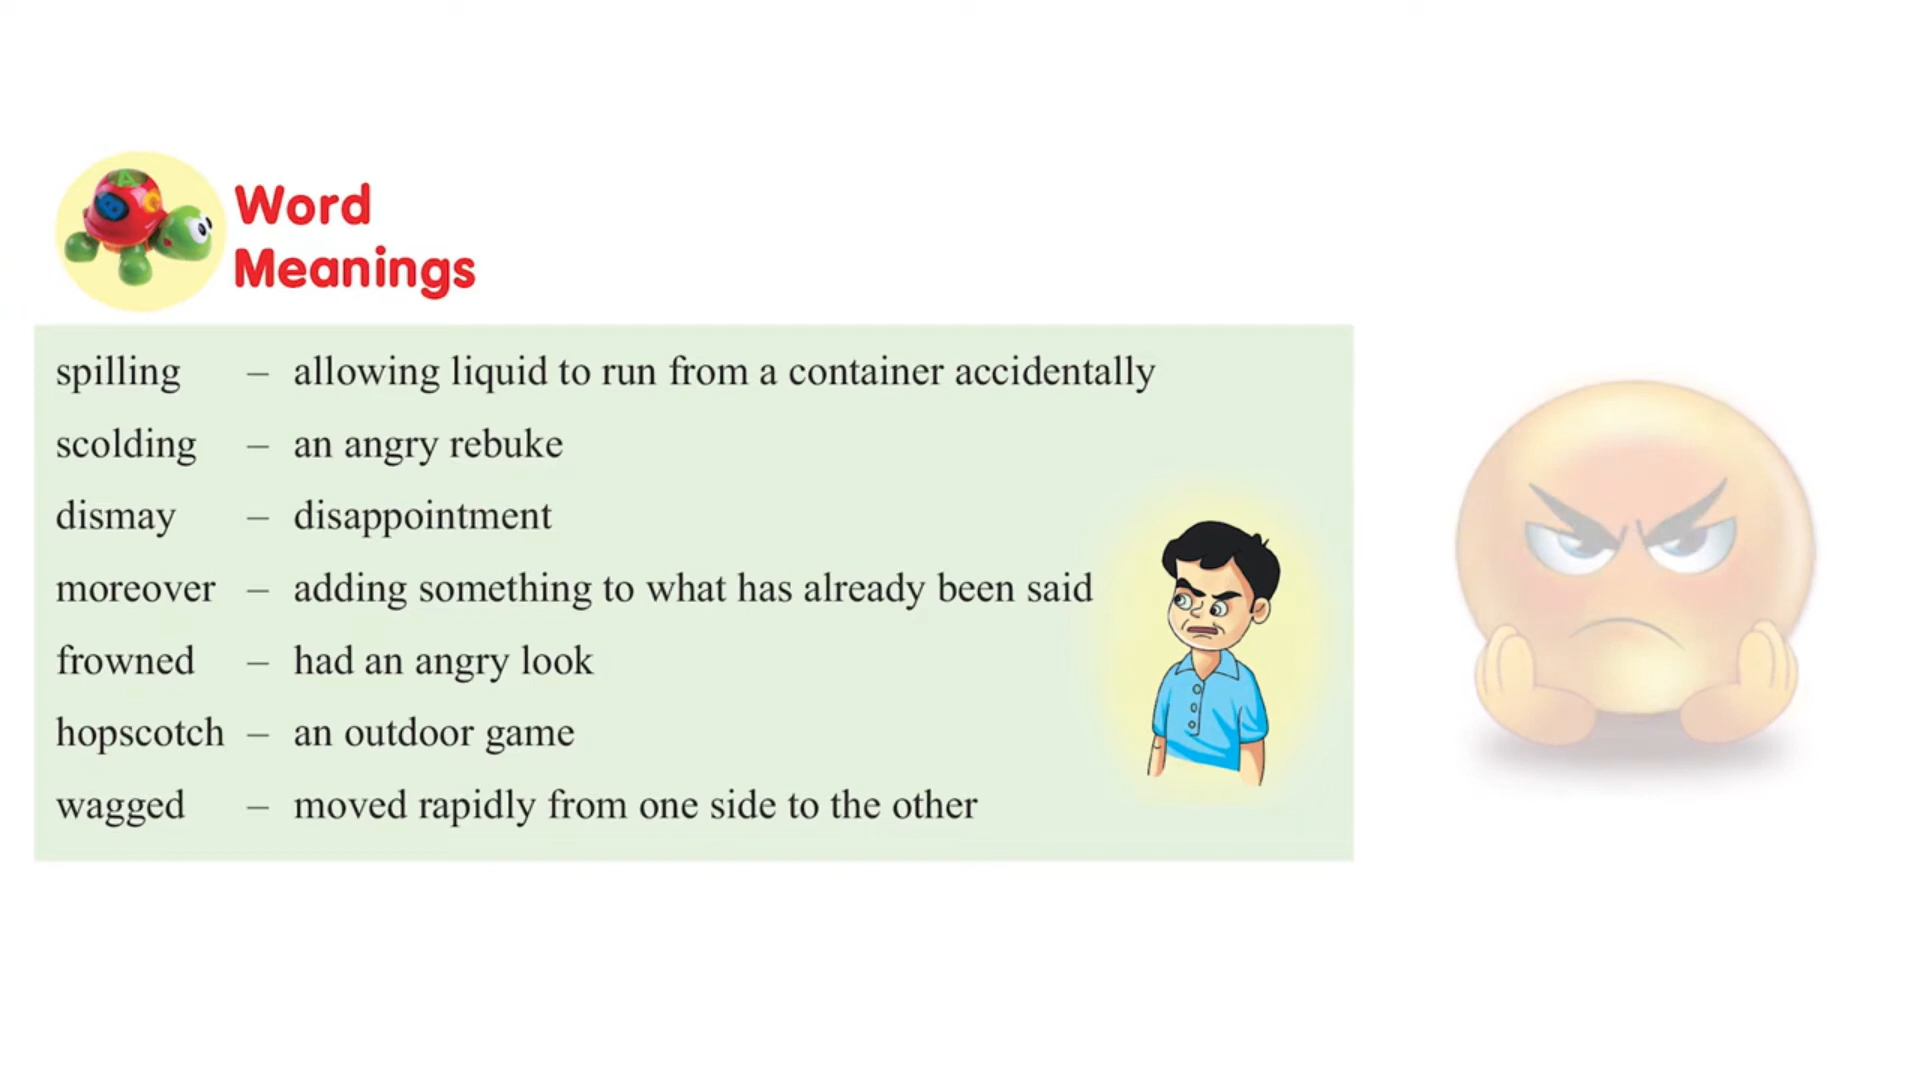 Word
Meanings
spilling – allowing liquid to run from a container accidentally
scolding – an angry rebuke
dismay – disappointment
moreover – adding something to what has already been said
frowned – had an angry look
hopscotch – an outdoor game
wagged – moved rapidly from one side to the other